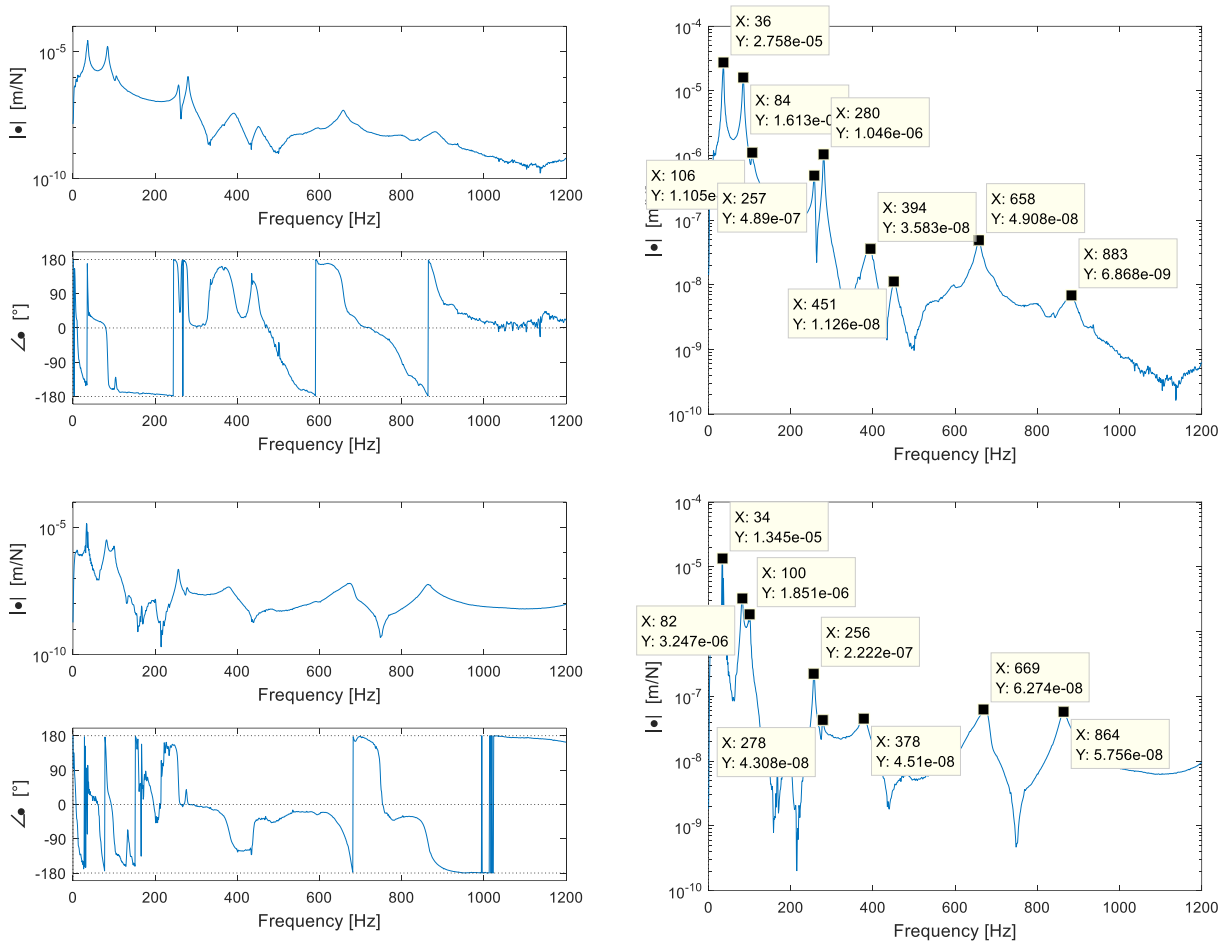 10^-5
10^-10
|●| [m/N]
0
200
400
600
800
1000
1200
Frequency [Hz]
180
90
0
-90
-180
∠● [°]
0
200
400
600
800
1000
1200
Frequency [Hz]
10^-4
10^-5
10^-6
10^-7
10^-8
10^-9
10^-10
X: 36
Y: 2.758e-05
X: 84
Y: 1.613e-0
X: 280
Y: 1.046e-06
X: 106
Y: 1.105e
X: 257
Y: 4.89e-07
X: 394
Y: 3.583e-08
X: 658
Y: 4.908e-08
X: 883
Y: 6.868e-09
X: 451
Y: 1.126e-08
0
200
400
600
800
1000
1200
Frequency [Hz]
10^-5
10^-10
|●| [m/N]
0
200
400
600
800
1000
1200
Frequency [Hz]
180
90
0
-90
-180
∠● [°]
0
200
400
600
800
1000
1200
Frequency [Hz]
10^-4
10^-5
10^-6
10^-7
10^-8
10^-9
10^-10
|●| [m/N]
X: 34
Y: 1.345e-05
X: 100
Y: 1.851e-06
X: 82
Y: 3.247e-06
X: 256
Y: 2.222e-07
X: 669
Y: 6.274e-08
X: 278
Y: 4.308e-08
X: 378
Y: 4.51e-08
X: 864
Y: 5.756e-08
0
200
400
600
800
1000
1200
Frequency [Hz]